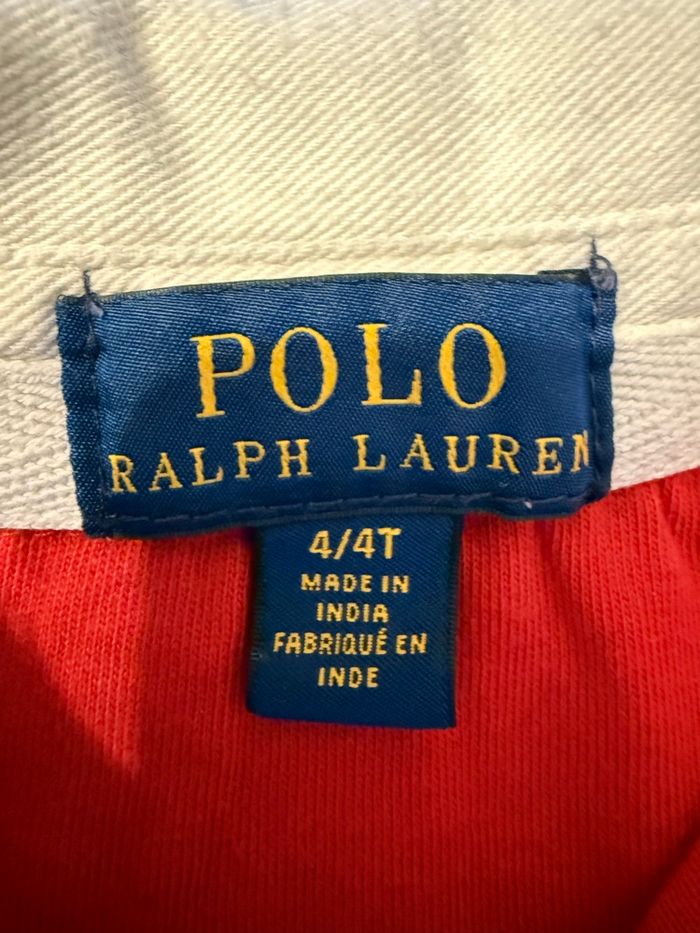 POLO
RALPH LAUREN
4/4T
MADE IN
INDIA
FABRIQUÉ EN
INDE